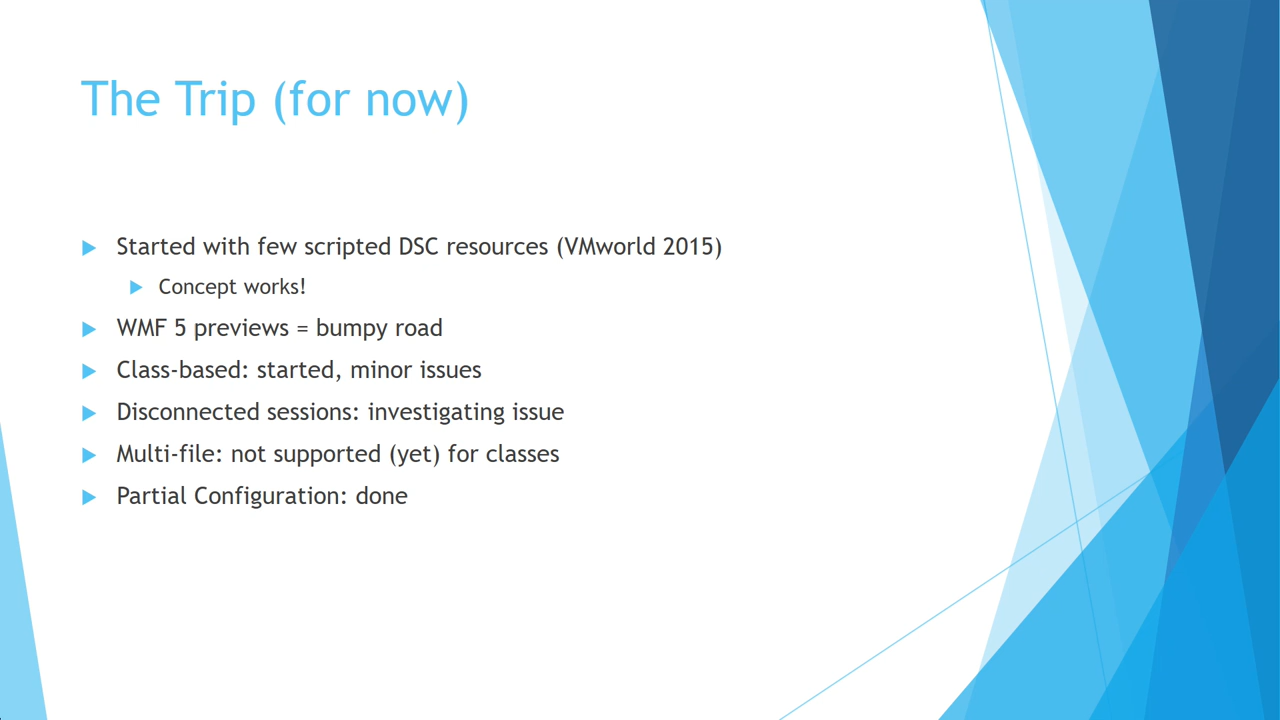 The Trip (for now)
Started with few scripted DSC resources (VMworld 2015)
Concept works!
WMF 5 previews = bumpy road
Class-based: started, minor issues
Disconnected sessions: investigating issue
Multi-file: not supported (yet) for classes
Partial Configuration: done